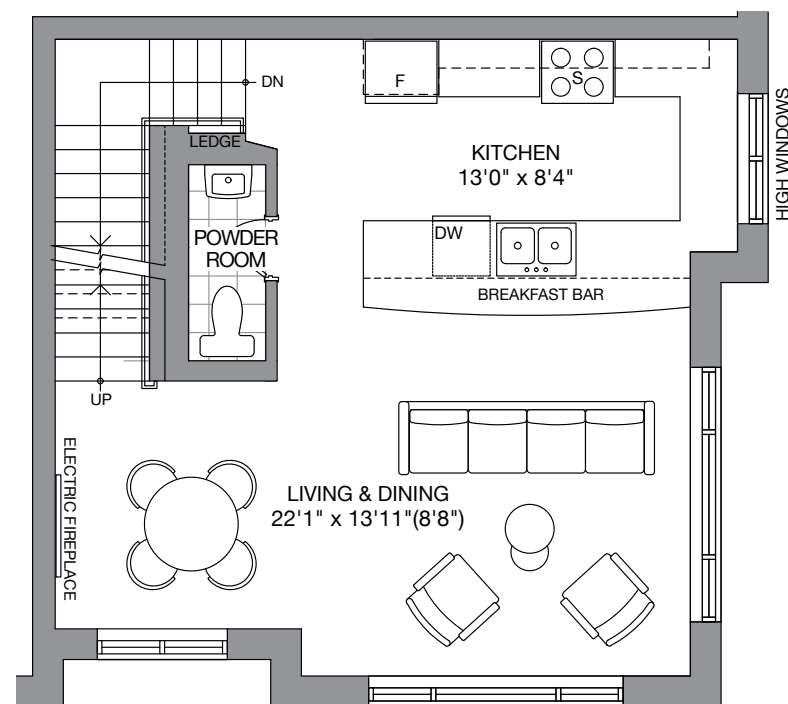 DN
F
S
HIGH WINDOWS
LEDGE
KITCHEN
13'0" x 8'4"
POWDER
ROOM
DW
BREAKFAST BAR
UP
ELECTRIC FIREPLACE
LIVING & DINING
22'1" x 13'11"(8'8")